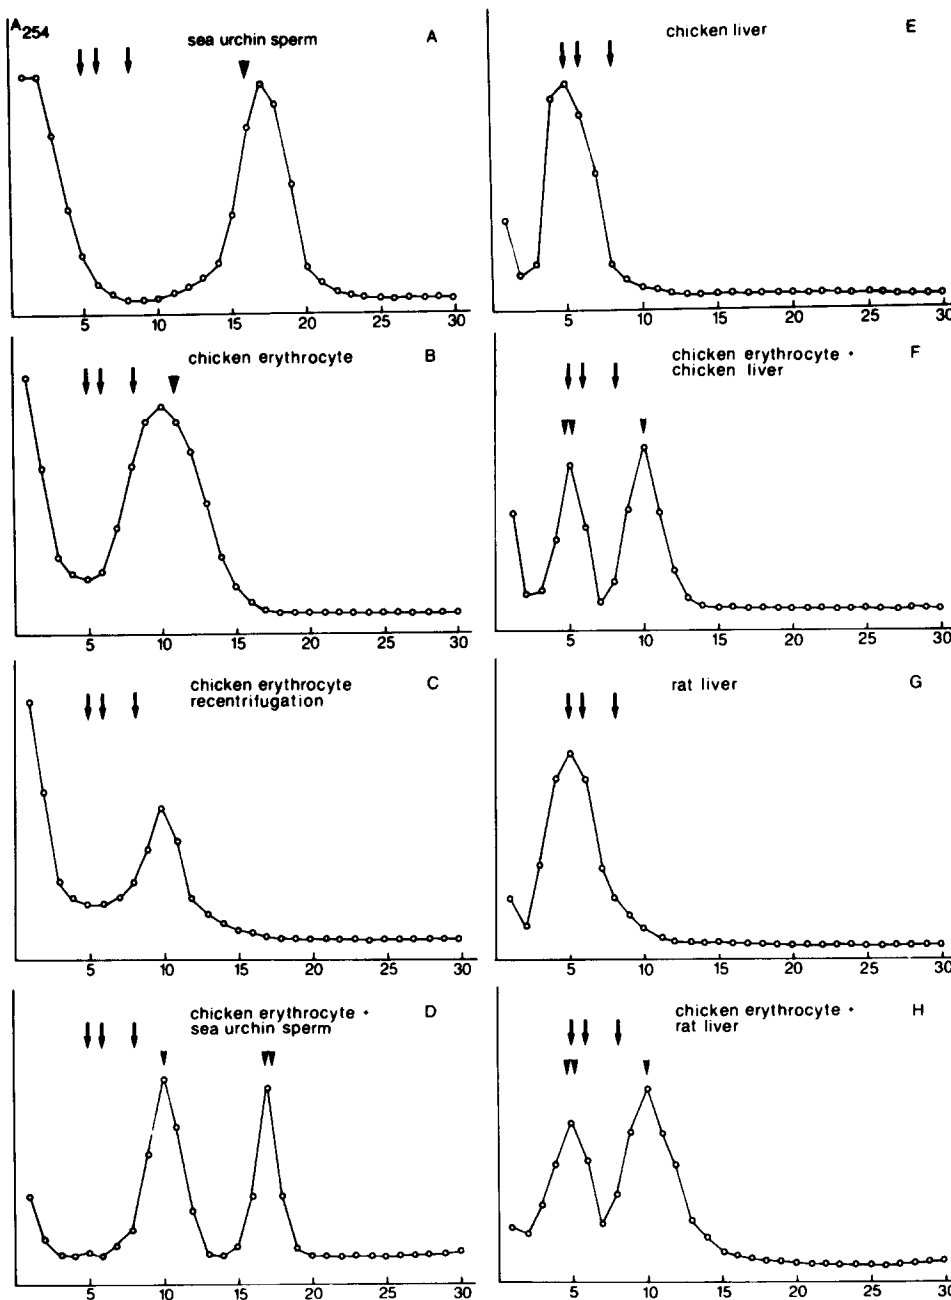 A254
sea urchin sperm
A
5 10 15 20 25 30
chicken erythrocyte
B
5 10 15 20 25 30
chicken erythrocyte
recentrifugation
C
5 10 15 20 25 30
chicken erythrocyte +
sea urchin sperm
D
5 10 15 20 25 30
chicken liver
E
5 10 15 20 25 30
chicken erythrocyte +
chicken liver
F
5 10 15 20 25 30
rat liver
G
5 10 15 20 25 30
chicken erythrocyte +
rat liver
H
5 10 15 20 25 30